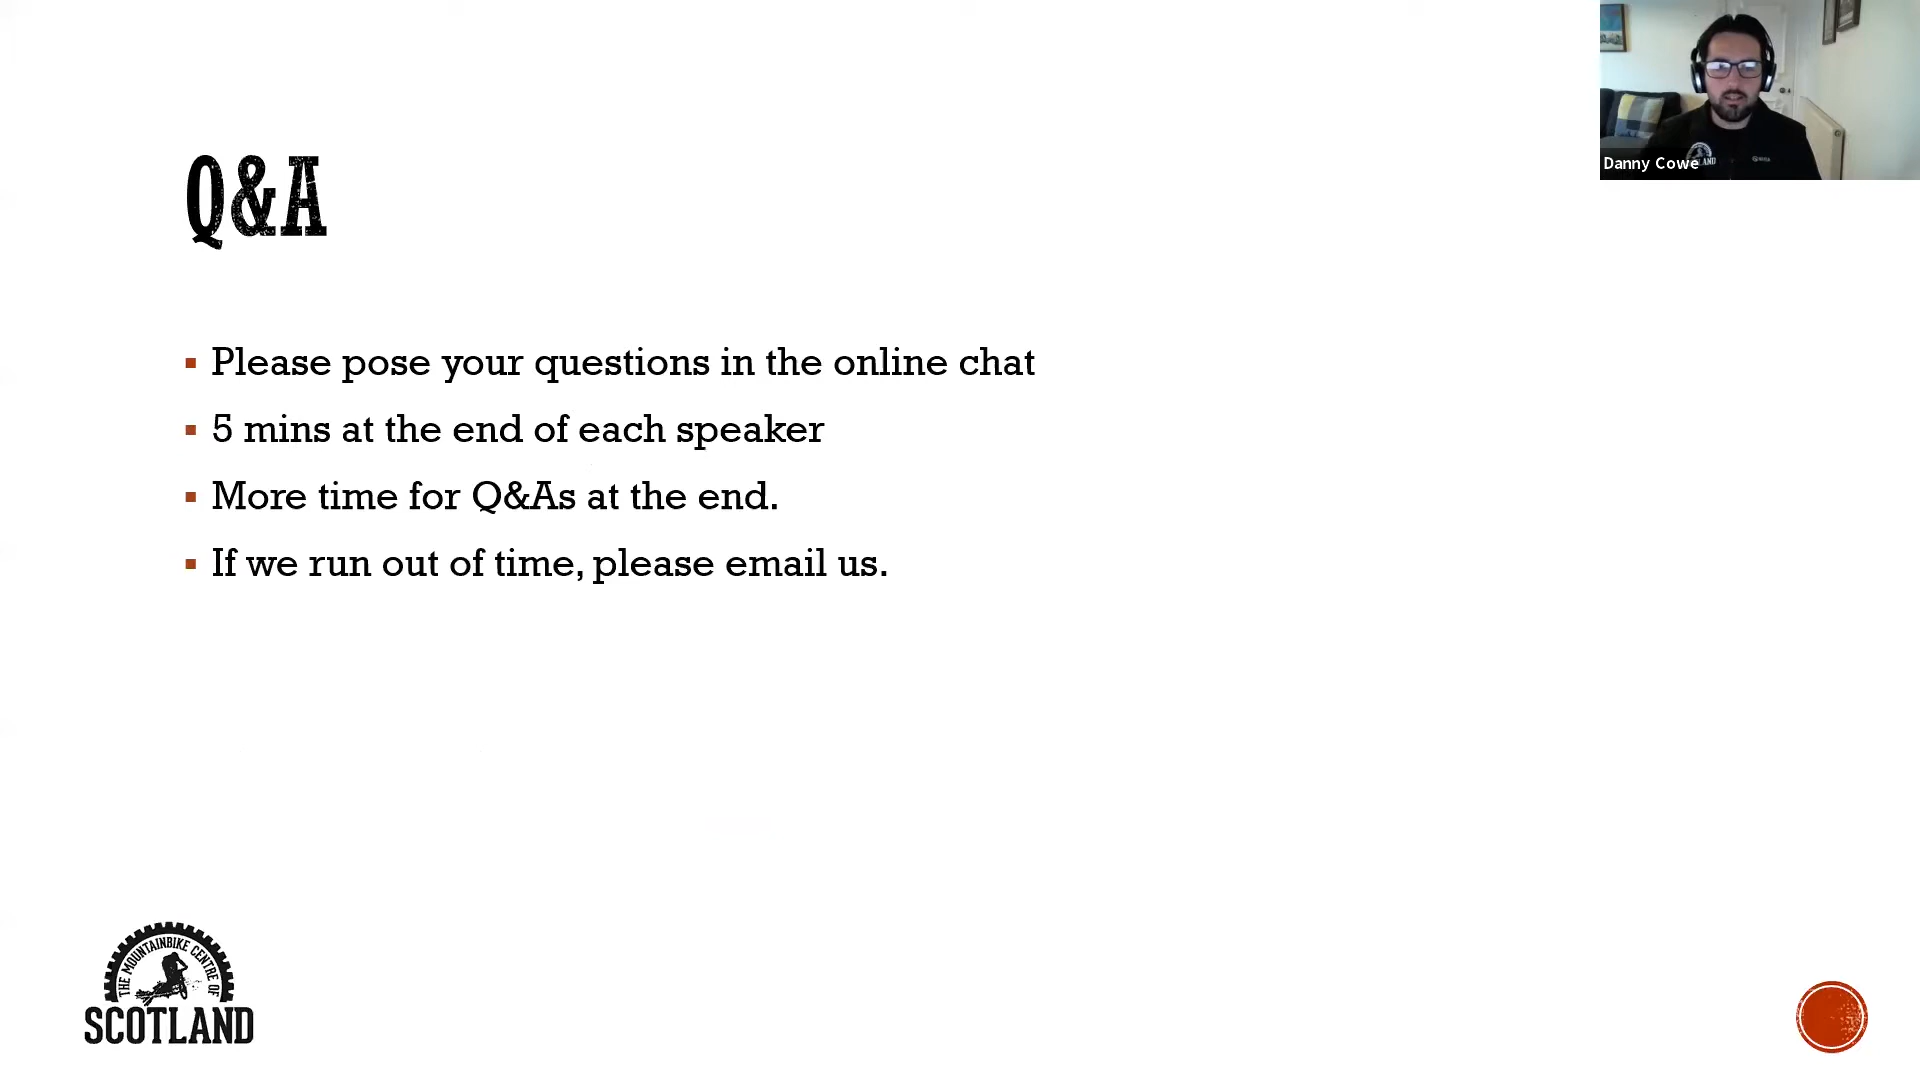 Danny Cowe
Q&A
Please pose your questions in the online chat
5 mins at the end of each speaker
More time for Q&As at the end.
If we run out of time, please email us.
THE MOUNTAINBIKE CENTRE OF
SCOTLAND